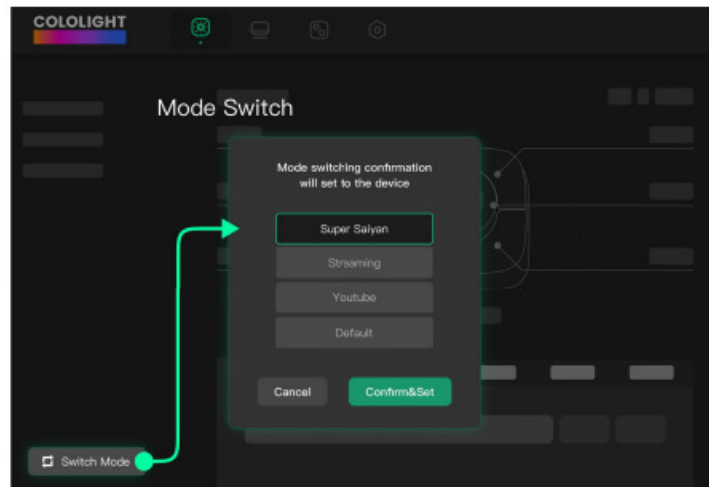 COLOLIGHT
Mode Switch
Mode switching confirmation
will set to the device
Super Saiyan
Streaming
Youtube
Default
Cancel
Confirm&Set
Switch Mode